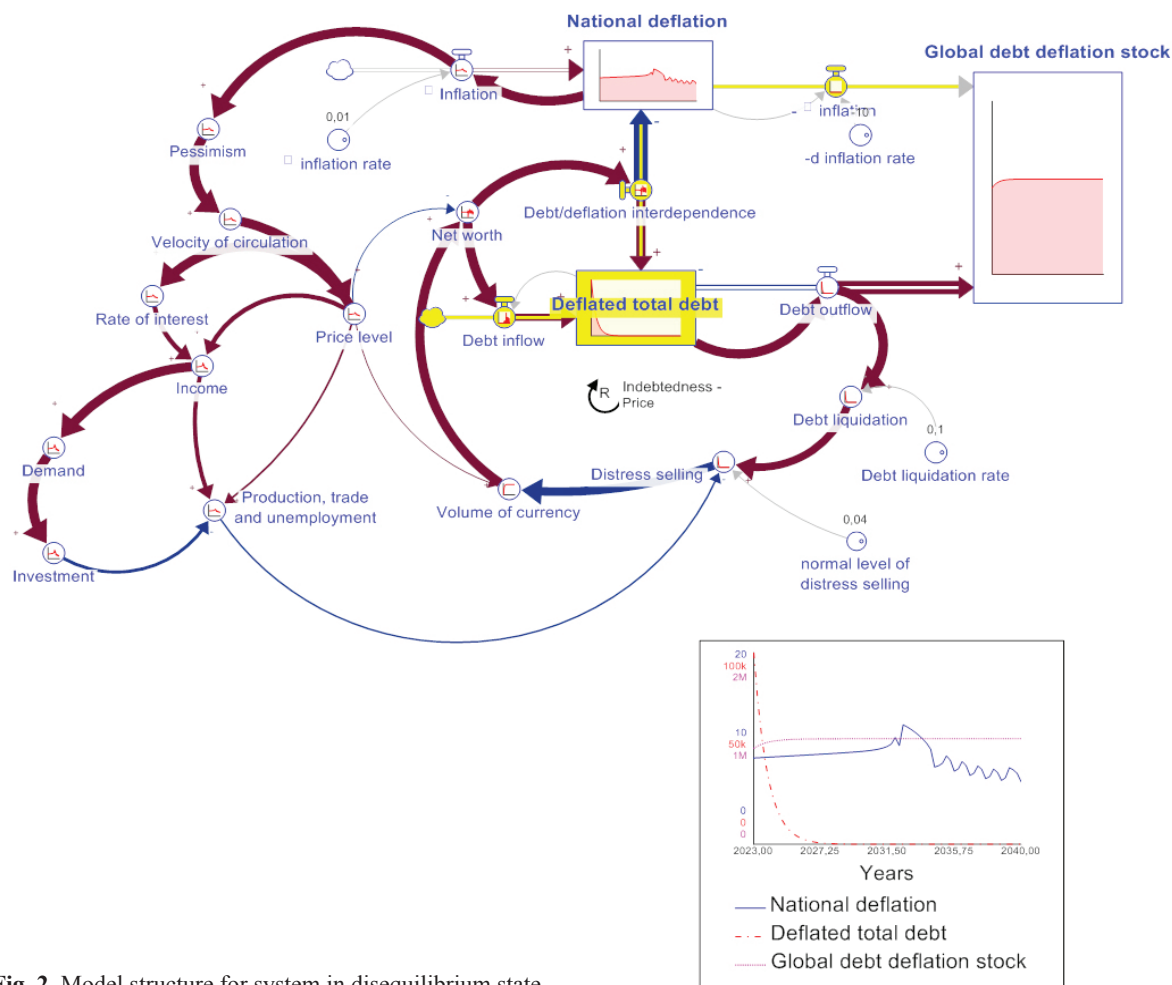 National deflation
Global debt deflation stock
+
+
-
Inflation
0,01
inflation rate
-
inflation
10
-d inflation rate
+
Pessimism
+
Velocity of circulation
+
Rate of interest
+
Price level
+
Income
+
Demand
+
Investment
+
-
Production, trade
and unemployment
-
+
Net worth
+
-
Debt/deflation interdependence
+
+
+
Debt inflow
+
Deflated total debt
-
Debt outflow
+
R
Indebtedness -
Price
+
Debt liquidation
0,1
Debt liquidation rate
Distress selling
-
+
+
-
Volume of currency
0,04
normal level of
distress selling
20
100k
2M
10
50k
1M
0
0
0
2023,00
2027,25
2031,50
2035,75
2040,00
Years
National deflation
Deflated total debt
Global debt deflation stock
Fig. 2. Model structure for system in disequilibrium state